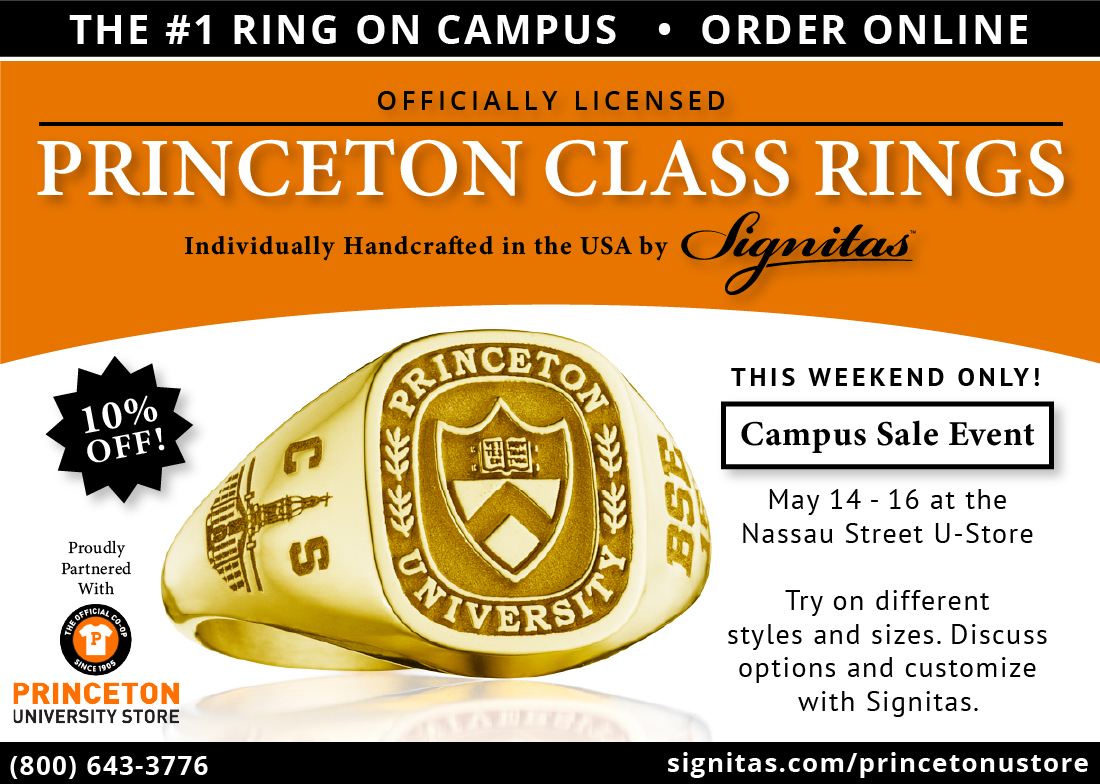 THE #1 RING ON CAMPUS • ORDER ONLINE
OFFICIALLY LICENSED
PRINCETON CLASS RINGS
Individually Handcrafted in the USA by Signitas™
10%
OFF!
PRINCETON
UNIVERSITY
C S
BSE
THIS WEEKEND ONLY!
Campus Sale Event
May 14 - 16 at the
Nassau Street U-Store
Try on different
styles and sizes. Discuss
options and customize
with Signitas.
Proudly
Partnered
With
THE OFFICIAL CO-OP
P
SINCE 1905
PRINCETON
UNIVERSITY STORE
(800) 643-3776
signitas.com/princetonustore